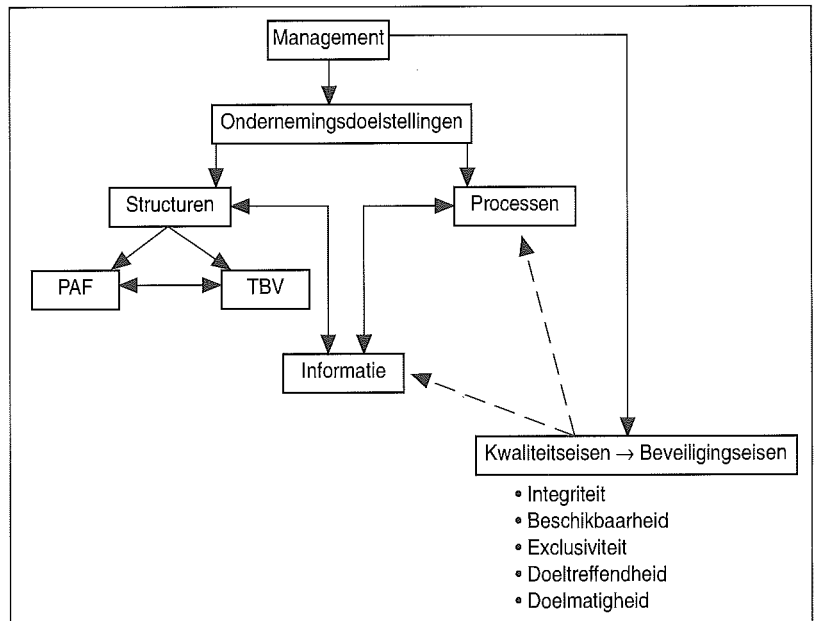 Management
Ondernemingsdoelstellingen
Structuren
Processen
PAF
TBV
Informatie
Kwaliteitseisen → Beveiligingseisen
• Integriteit
• Beschikbaarheid
• Exclusiviteit
• Doeltreffendheid
• Doelmatigheid